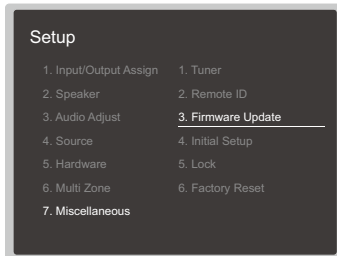 Setup
1. Input/Output Assign
2. Speaker
3. Audio Adjust
4. Source
5. Hardware
6. Multi Zone
7. Miscellaneous
1. Tuner
2. Remote ID
3. Firmware Update
4. Initial Setup
5. Lock
6. Factory Reset